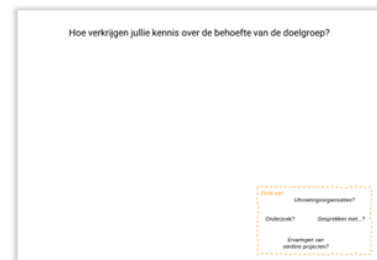 Hoe verkrijgen jullie kennis over de behoefte van de doelgroep?
Denk aan:
Uitvoeringsorganisaties?
Onderzoek? Gesprekken met...?
Ervaringen van
eerdere projecten?